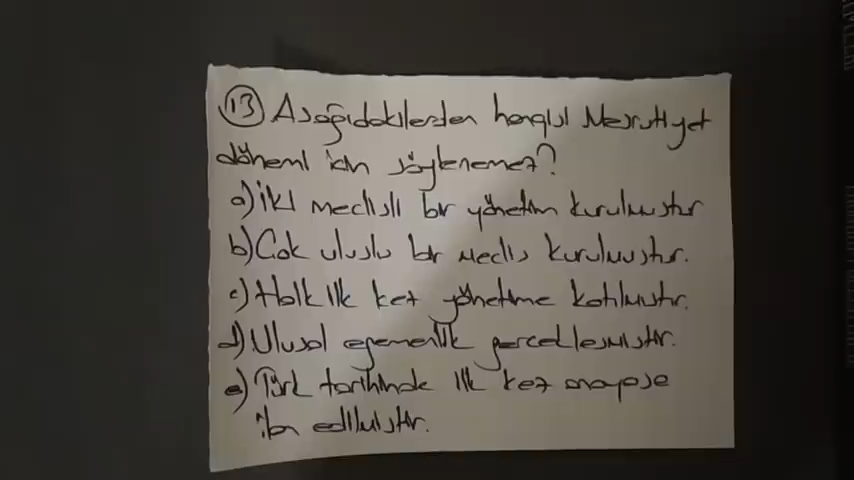 13 Aşağıdakilerden hangisi Meşrutiyet
dönemi için söylenemez?
a) İki meclisli bir yönetim kurulmuştur
b) Çok uluslu bir Meclis kurulmuştur.
c) Halk ilk kez yönetime katılmıştır.
d) Ulusal egemenlik gerçekleşmiştir.
e) Türk tarihinde ilk kez anayasa
ilan edilmiştir.